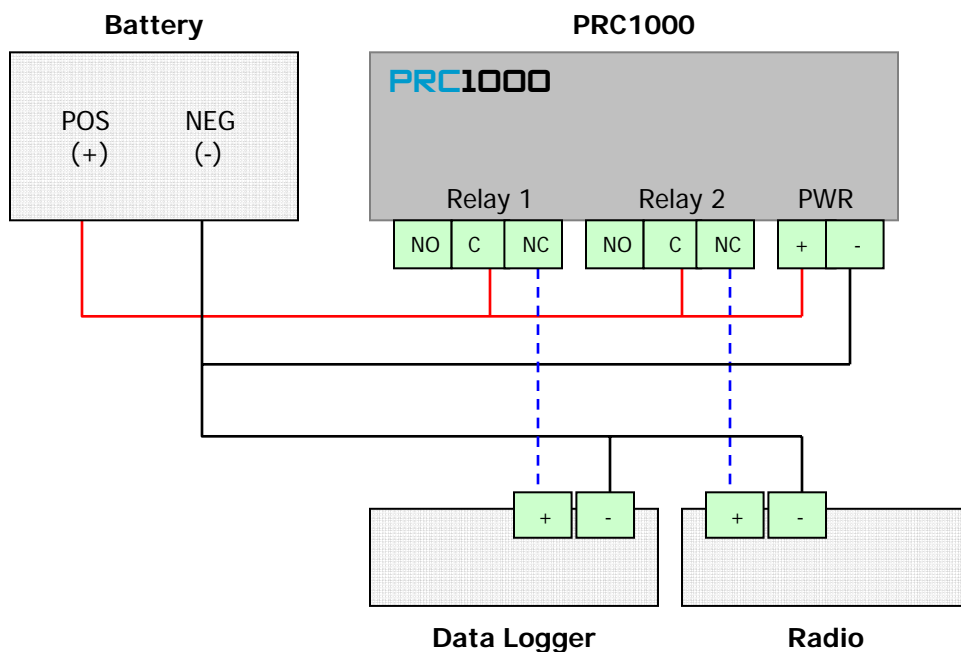 Battery
PRC1000
POS
(+)
NEG
(-)
PRC1000
Relay 1
Relay 2
PWR
NO C NC
NO C NC
+ -
+ -
+ -
Data Logger
Radio